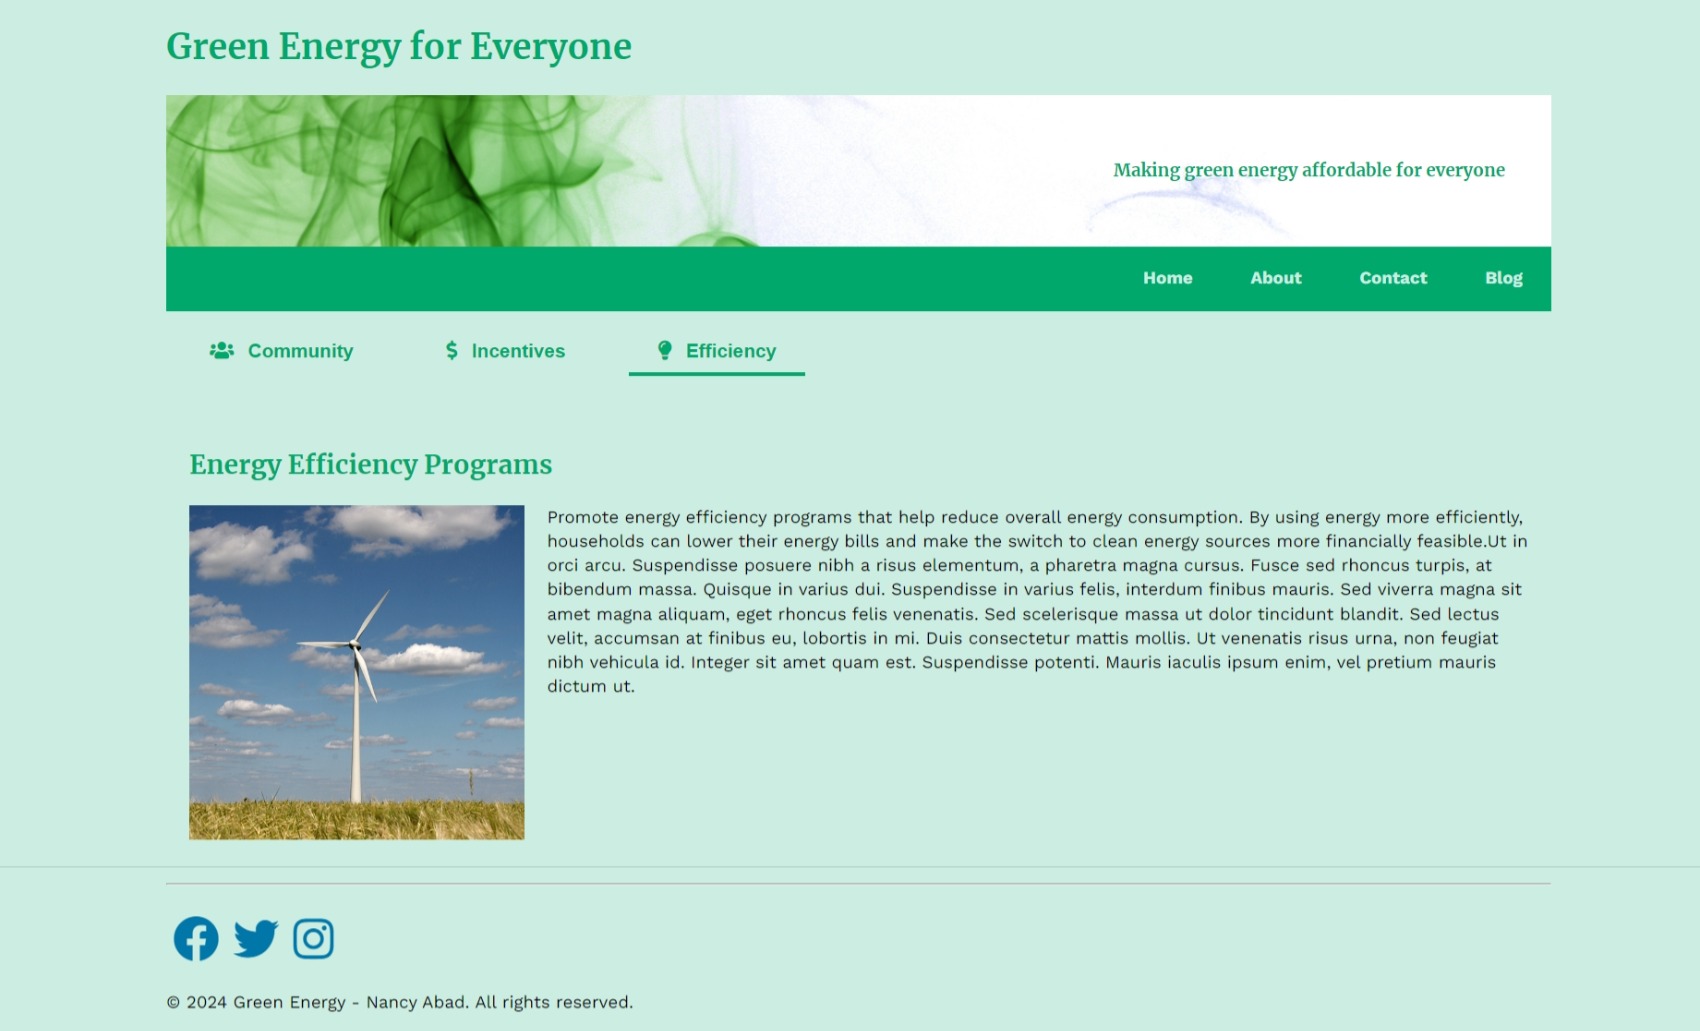 Green Energy for Everyone
Making green energy affordable for everyone
Home About Contact Blog
Community Incentives Efficiency
Energy Efficiency Programs
Promote energy efficiency programs that help reduce overall energy consumption. By using energy more efficiently,
households can lower their energy bills and make the switch to clean energy sources more financially feasible.Ut in
orci arcu. Suspendisse posuere nibh a risus elementum, a pharetra magna cursus. Fusce sed rhoncus turpis, at
bibendum massa. Quisque in varius dui. Suspendisse in varius felis, interdum finibus mauris. Sed viverra magna sit
amet magna aliquam, eget rhoncus felis venenatis. Sed scelerisque massa ut dolor tincidunt blandit. Sed lectus
velit, accumsan at finibus eu, lobortis in mi. Duis consectetur mattis mollis. Ut venenatis risus urna, non feugiat
nibh vehicula id. Integer sit amet quam est. Suspendisse potenti. Mauris iaculis ipsum enim, vel pretium mauris
dictum ut.
© 2024 Green Energy - Nancy Abad. All rights reserved.